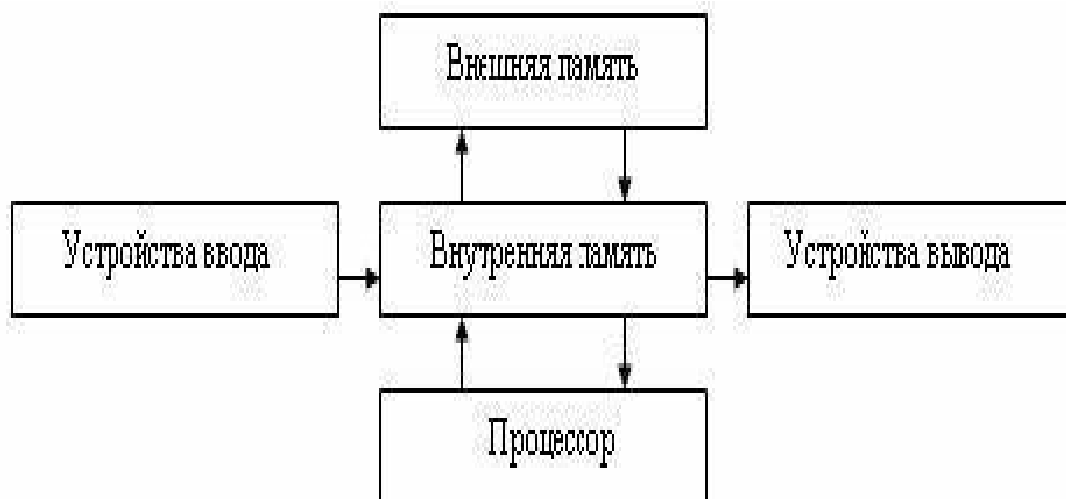 Внешняя память
Устройства ввода
Внутренняя память
Устройства вывода
Процессор